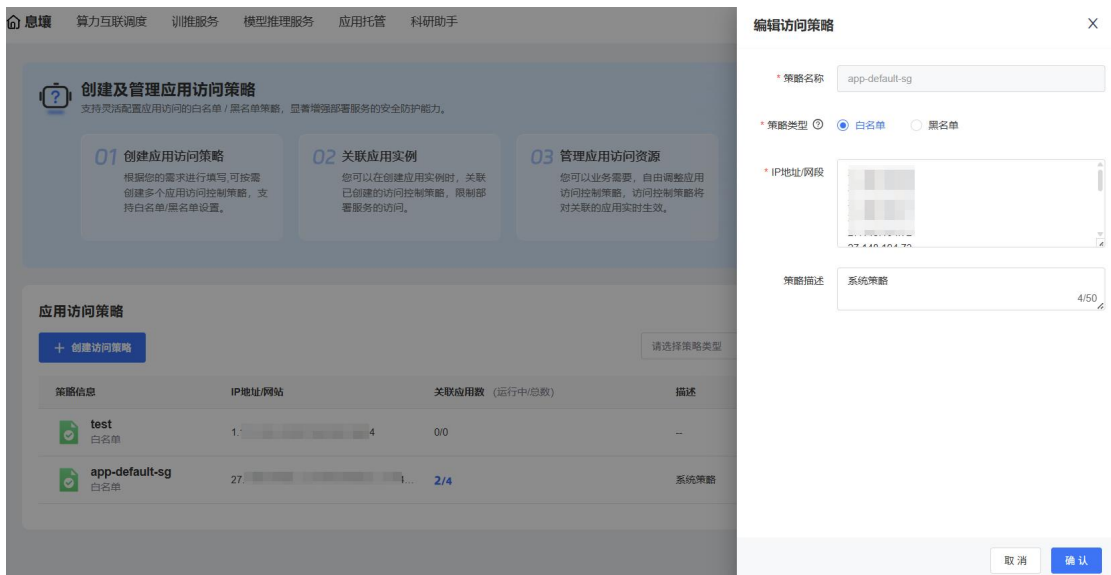 息壤 算力互联调度 训推服务 模型推理服务 应用托管 科研助手
创建及管理应用访问策略
支持灵活配置应用访问的白名单 / 黑名单策略，显著增强部署服务的安全防护能力。
01 创建应用访问策略
根据您的需求进行填写,可按需
创建多个应用访问控制策略，支
持白名单/黑名单设置。
02 关联应用实例
您可以在创建应用实例时，关联
已创建的访问控制策略，限制部
署服务的访问。
03 管理应用访问资源
您可以业务需要，自由调整应用
访问控制策略，访问控制策略将
对关联的应用实时生效。
应用访问策略
＋ 创建访问策略
请选择策略类型
策略信息 IP地址/网站 关联应用数 (运行中/总数) 描述
test
白名单
1. 4 0/0 --
app-default-sg
白名单
27. ... 2/4 系统策略
编辑访问策略
* 策略名称 app-default-sg
* 策略类型 白名单 黑名单
* IP地址/网段
策略描述 系统策略
4/50
取消 确认